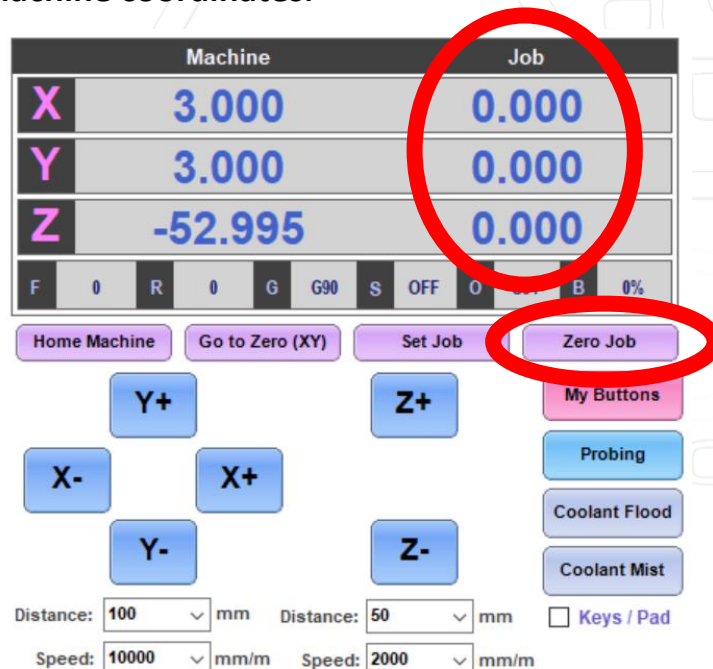 Machine Job
X 3.000 0.000
Y 3.000 0.000
Z -52.995 0.000
F 0 R 0 G G90 S OFF O B 0%
Home Machine Go to Zero (XY) Set Job Zero Job
Y+ Z+ My Buttons
Probing
X- X+
Coolant Flood
Y- Z-
Coolant Mist
Distance: 100 mm Distance: 50 mm Keys / Pad
Speed: 10000 mm/m Speed: 2000 mm/m